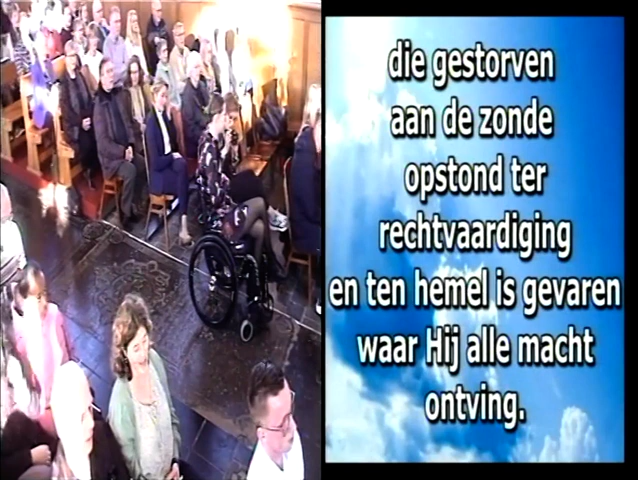 die gestorven
aan de zonde
opstond ter
rechtvaardiging
en ten hemel is gevaren
waar Hij alle macht
ontving.